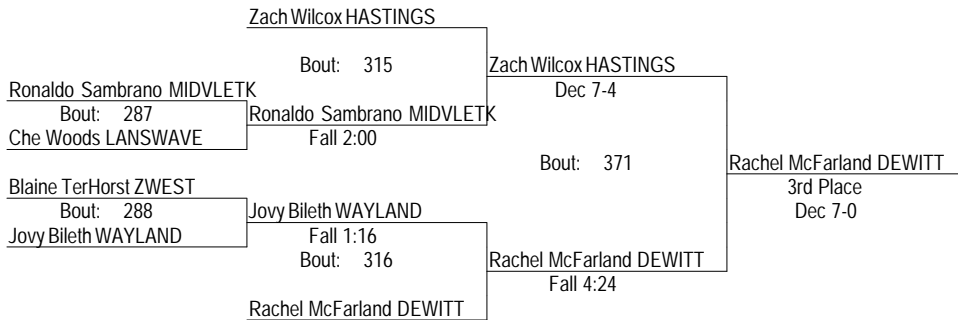 Zach Wilcox HASTINGS
Bout: 315
Zach Wilcox HASTINGS
Dec 7-4
Ronaldo Sambrano MIDVLETK
Bout: 287
Ronaldo Sambrano MIDVLETK
Fall 2:00
Che Woods LANSWAVE
Bout: 371
Rachel McFarland DEWITT
3rd Place
Dec 7-0
Blaine TerHorst ZWEST
Bout: 288
Jovy Bileth WAYLAND
Fall 1:16
Jovy Bileth WAYLAND
Bout: 316
Rachel McFarland DEWITT
Fall 4:24
Rachel McFarland DEWITT